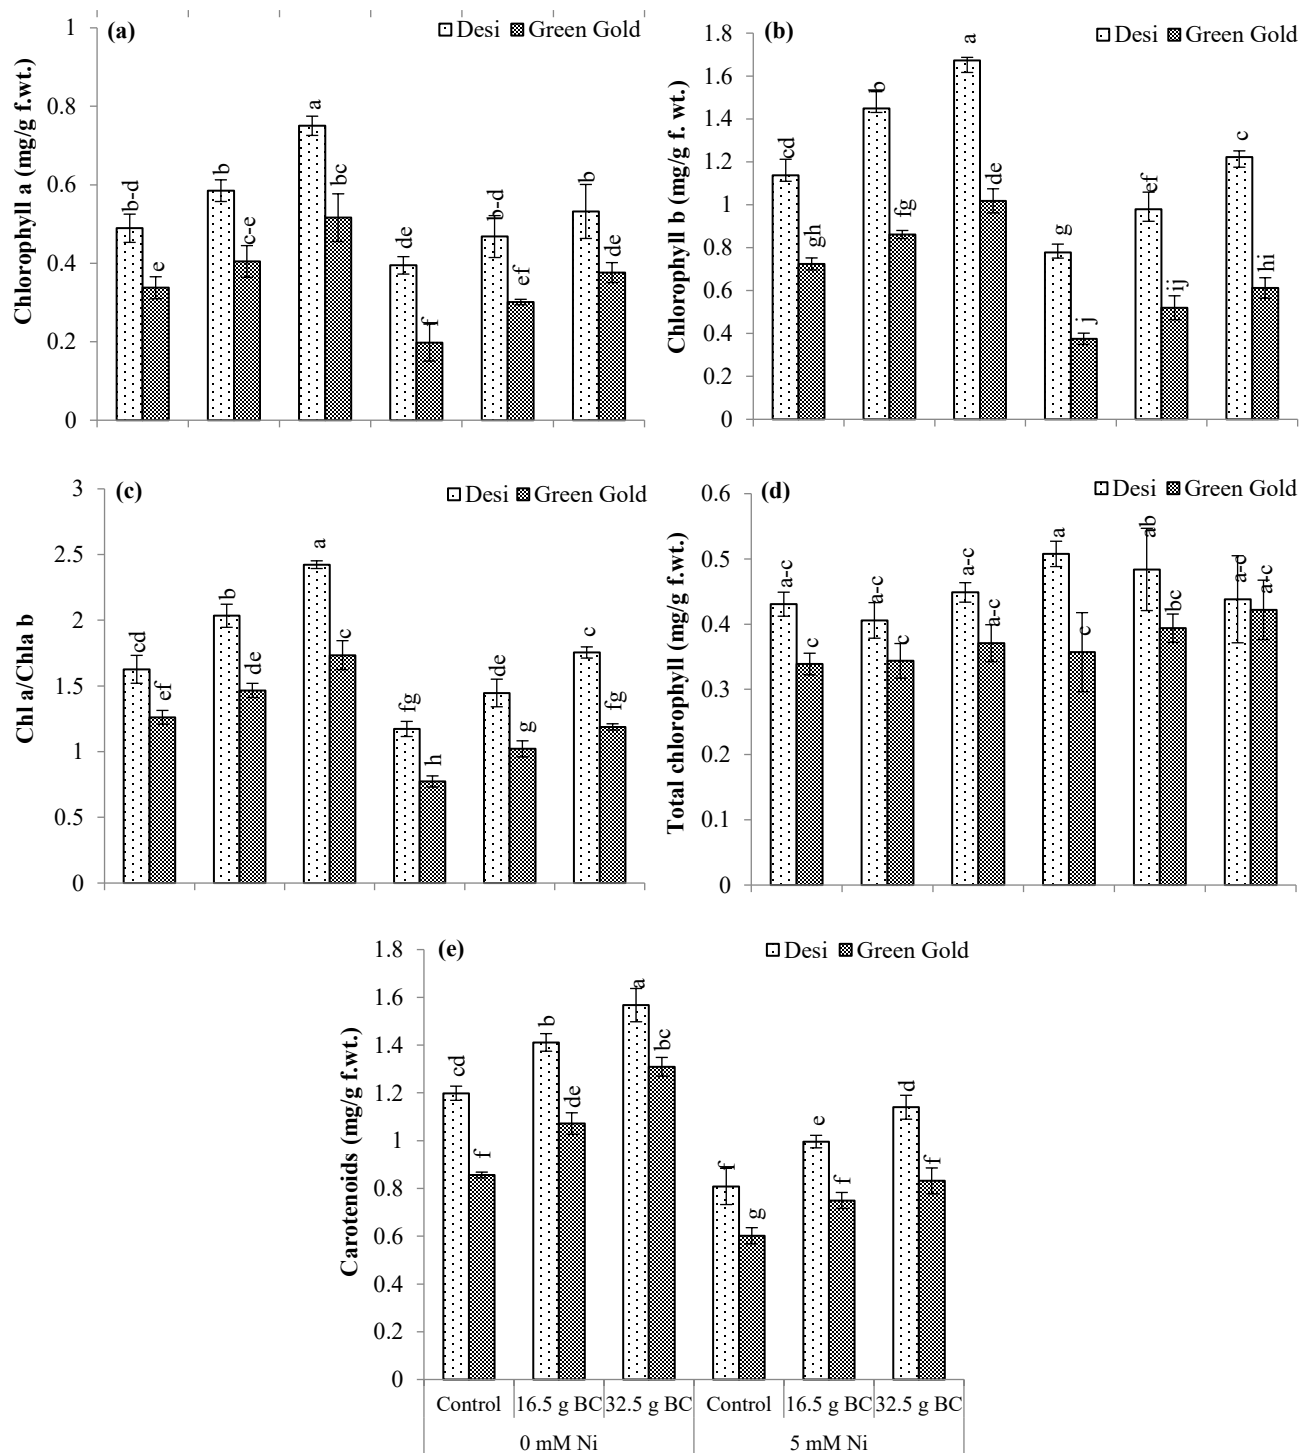 (a)
Desi Green Gold
Chlorophyll a (mg/g f.wt.)
1
0.8
0.6
0.4
0.2
0
b-d e b c-e a bc de f b-d ef b de
(b)
Desi Green Gold
Chlorophyll b (mg/g f. wt.)
1.8
1.6
1.4
1.2
1
0.8
0.6
0.4
0.2
0
cd gh b fg a de g j ef ij c hi
(c)
Desi Green Gold
Chl a/Chla b
3
2.5
2
1.5
1
0.5
0
cd ef b de a c fg h de g c fg
(d)
Desi Green Gold
Total chlorophyll (mg/g f.wt.)
0.6
0.5
0.4
0.3
0.2
0.1
0
a-c c a-c c a-c a-c a c ab bc a-c a-c
(e)
Desi Green Gold
Carotenoids (mg/g f.wt.)
1.8
1.6
1.4
1.2
1
0.8
0.6
0.4
0.2
0
cd f b de a bc f g e f d f
Control 16.5 g BC 32.5 g BC Control 16.5 g BC 32.5 g BC
0 mM Ni 5 mM Ni